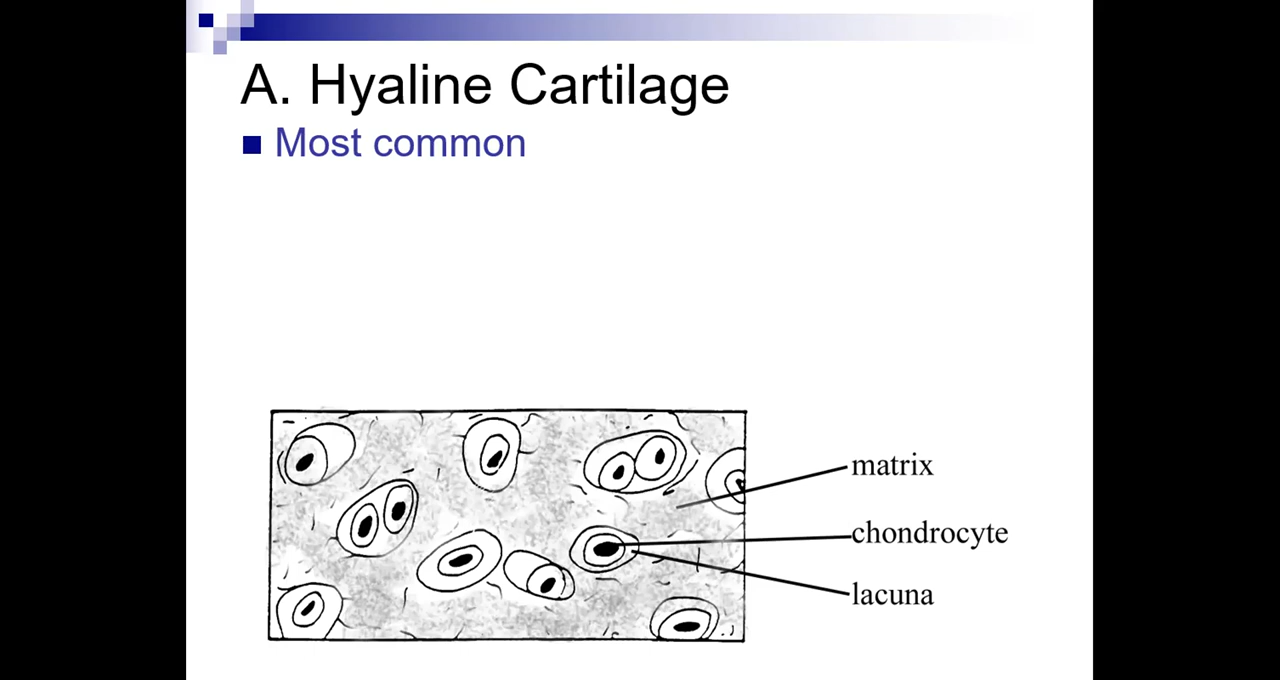 A. Hyaline Cartilage
Most common
matrix
chondrocyte
lacuna